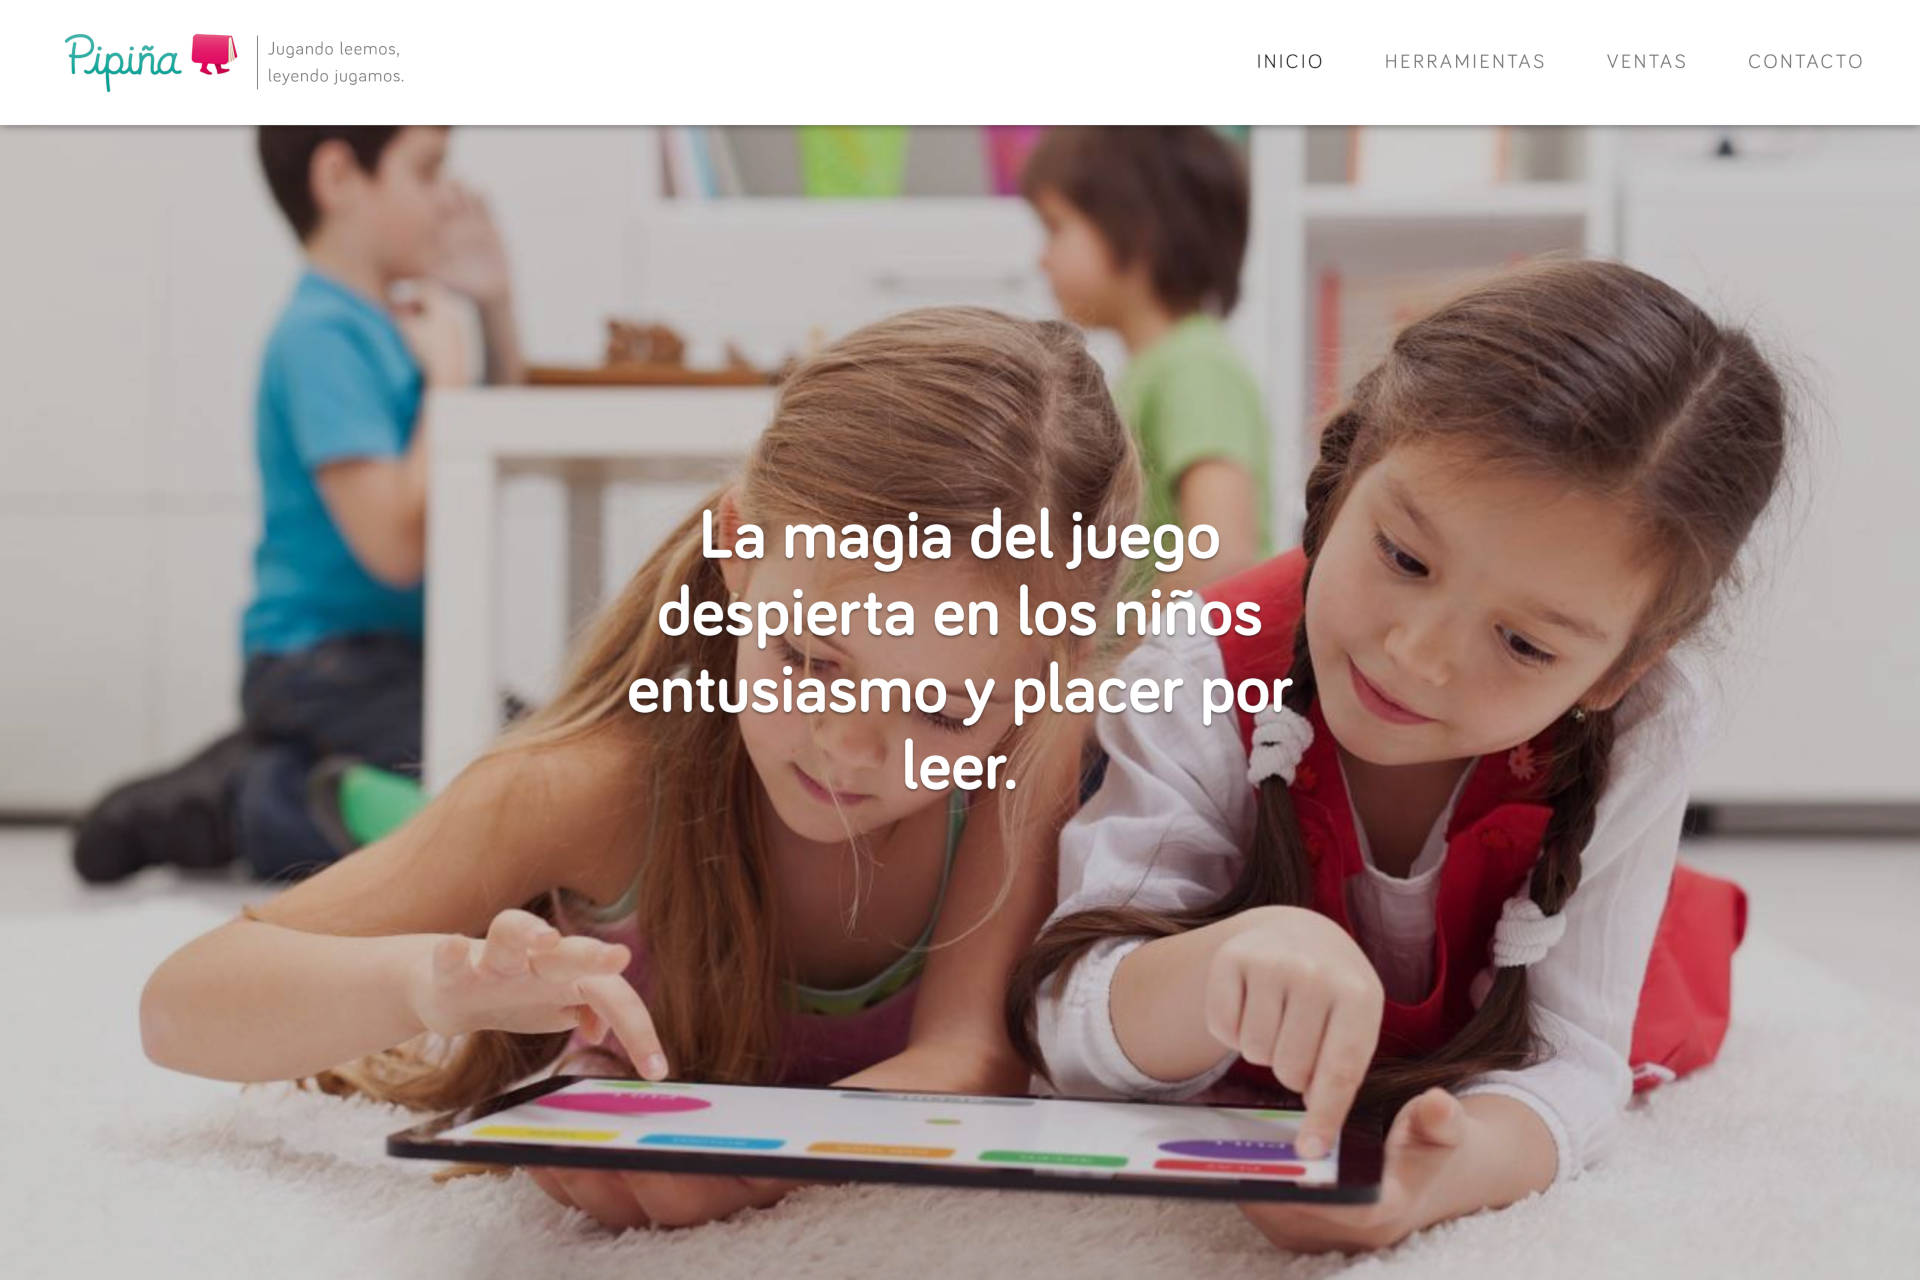 Pipiña
Jugando leemos,
leyendo jugamos.
INICIO
HERRAMIENTAS
VENTAS
CONTACTO
La magia del juego
despierta en los niños
entusiasmo y placer por
leer.